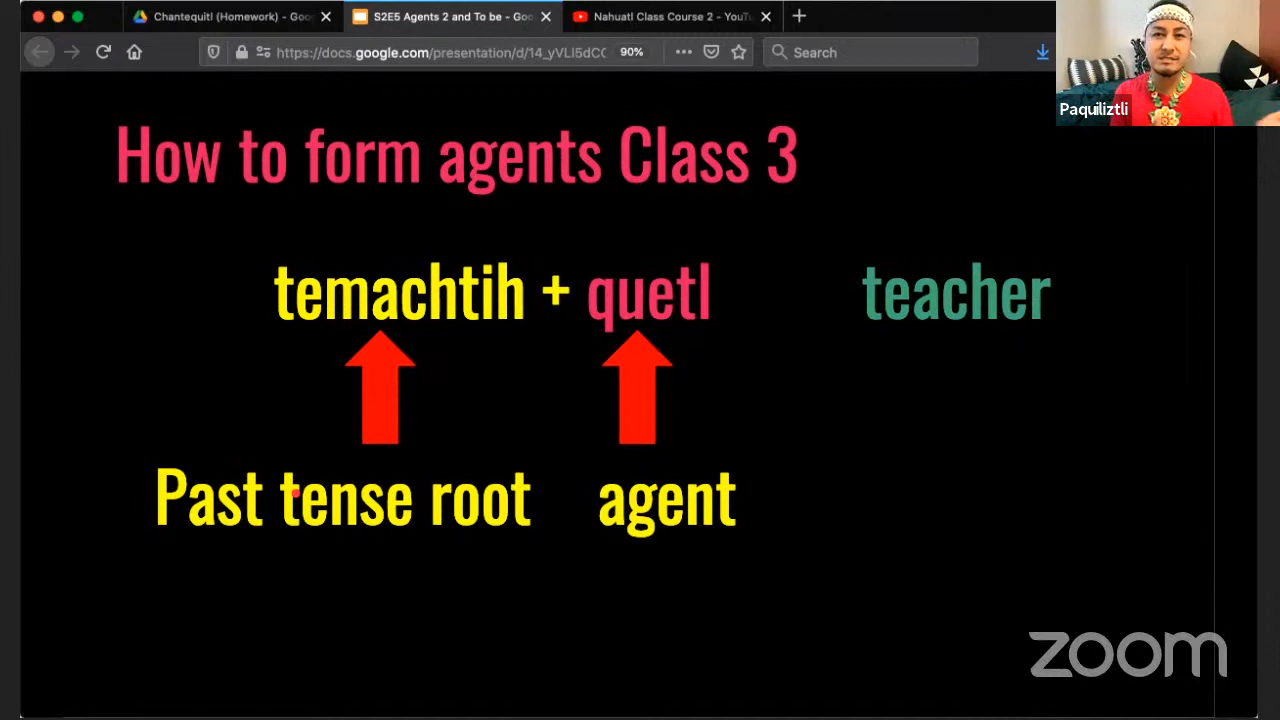 Chantequitl (Homework) - Goo
S2E5 Agents 2 and To be - Goo
Nahuatl Class Course 2 - YouTu
https://docs.google.com/presentation/d/14_yVLI5dCC
90%
Search
Paquiliztli
How to form agents Class 3
temachtih + quetl teacher
Past tense root agent
zoom